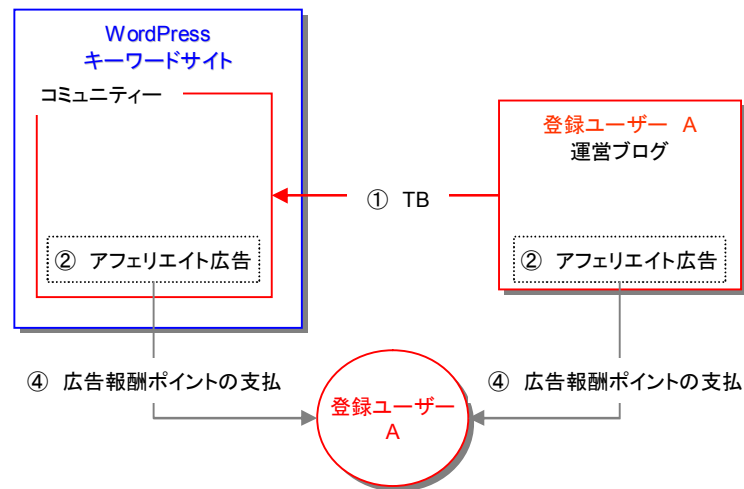 WordPress
キーワードサイト
コミュニティー
登録ユーザー A
運営ブログ
① TB
② アフェリエイト広告
② アフェリエイト広告
④ 広告報酬ポイントの支払
④ 広告報酬ポイントの支払
登録ユーザー
A